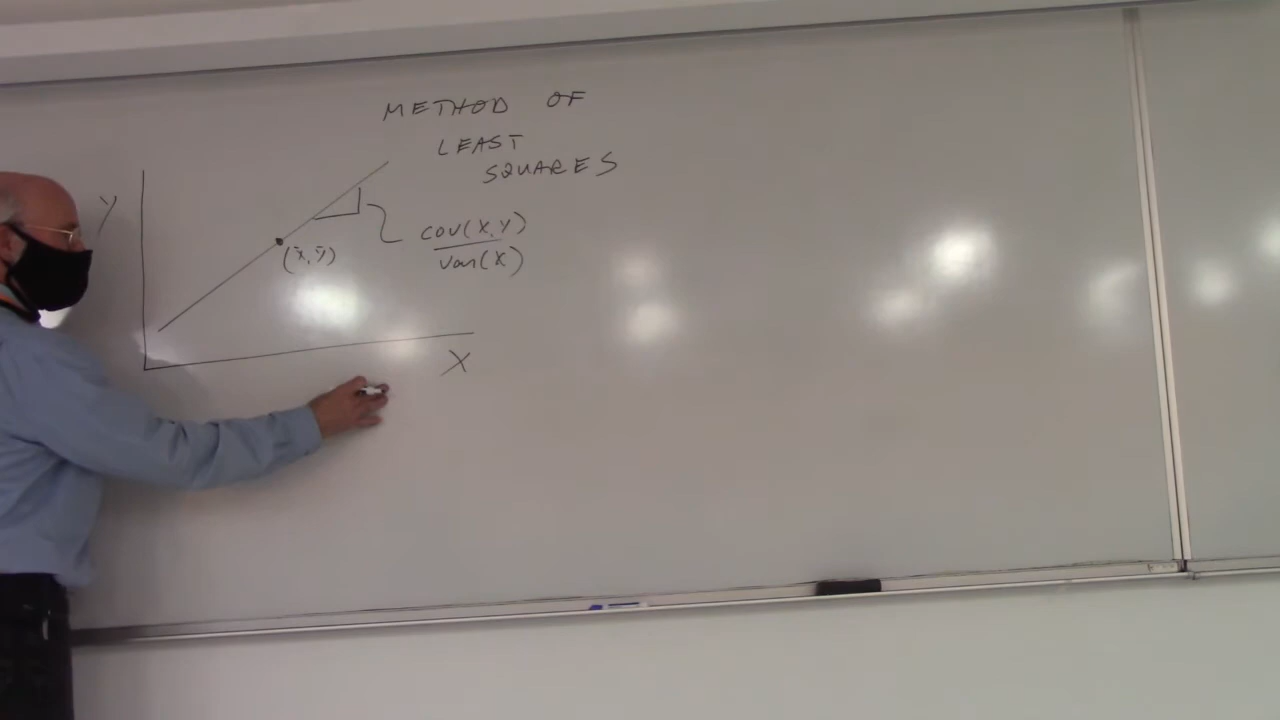 METHOD OF
LEAST
SQUARES
Y
cov(X,Y)
var(X)
(x̄,ȳ)
X